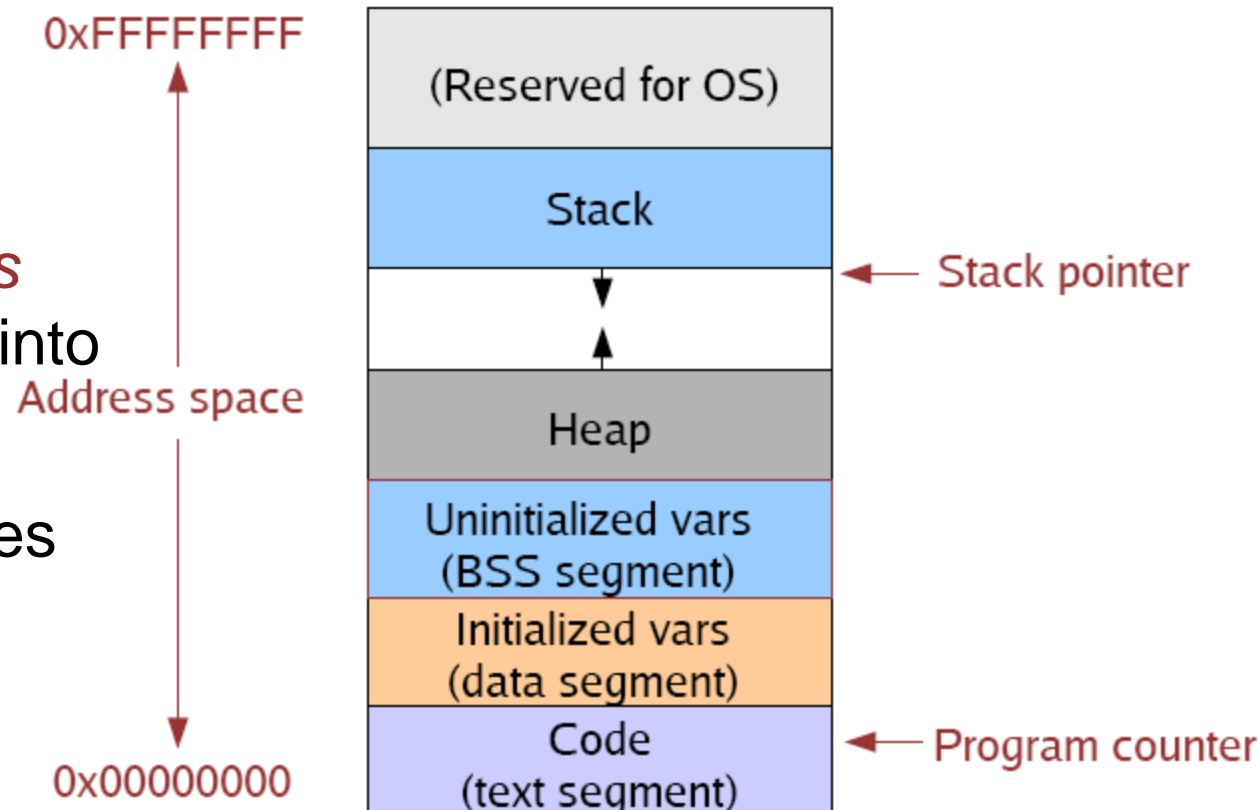 0xFFFFFFFF
(Reserved for OS)
Stack
s
Stack pointer
into
Address space
Heap
es
Uninitialized vars
(BSS segment)
Initialized vars
(data segment)
Code
Program counter
0x00000000
(text segment)